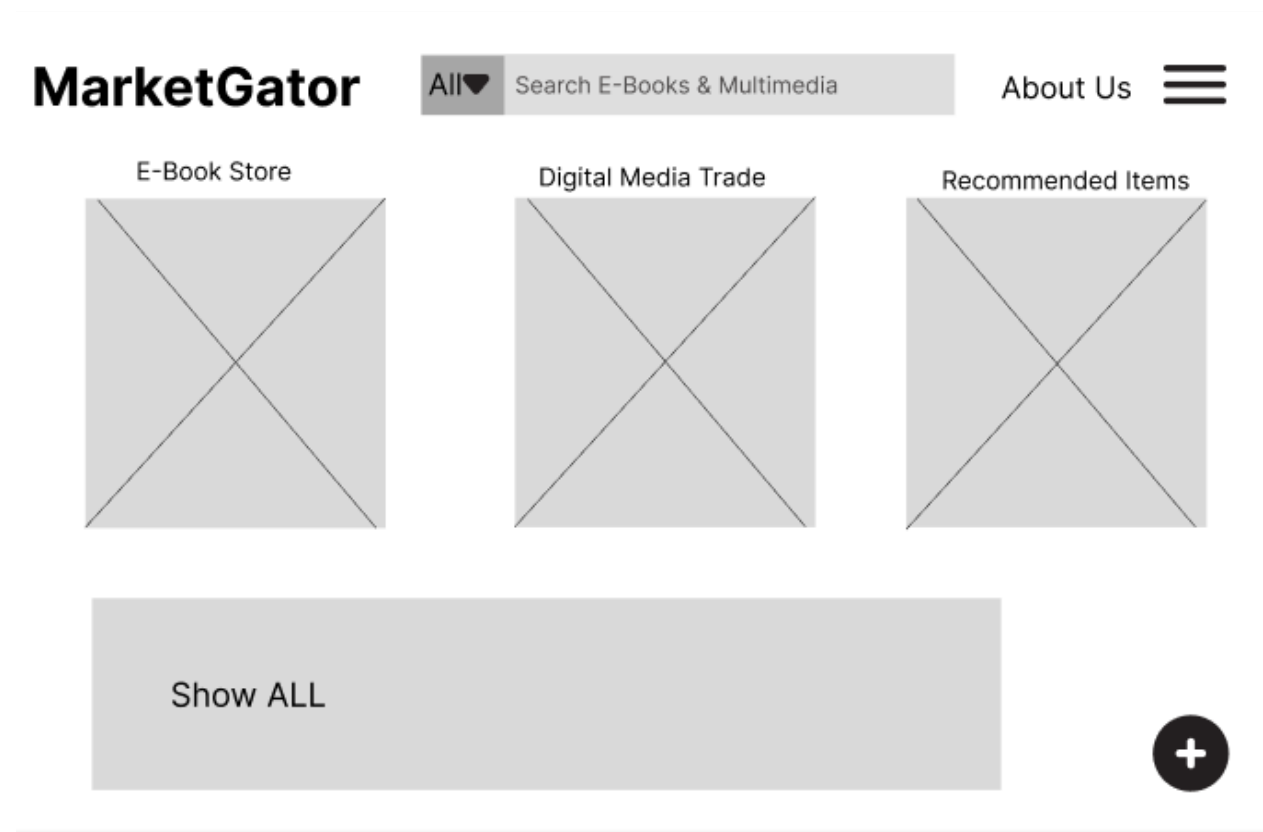 MarketGator
All
Search E-Books & Multimedia
About Us
E-Book Store
Digital Media Trade
Recommended Items
Show ALL